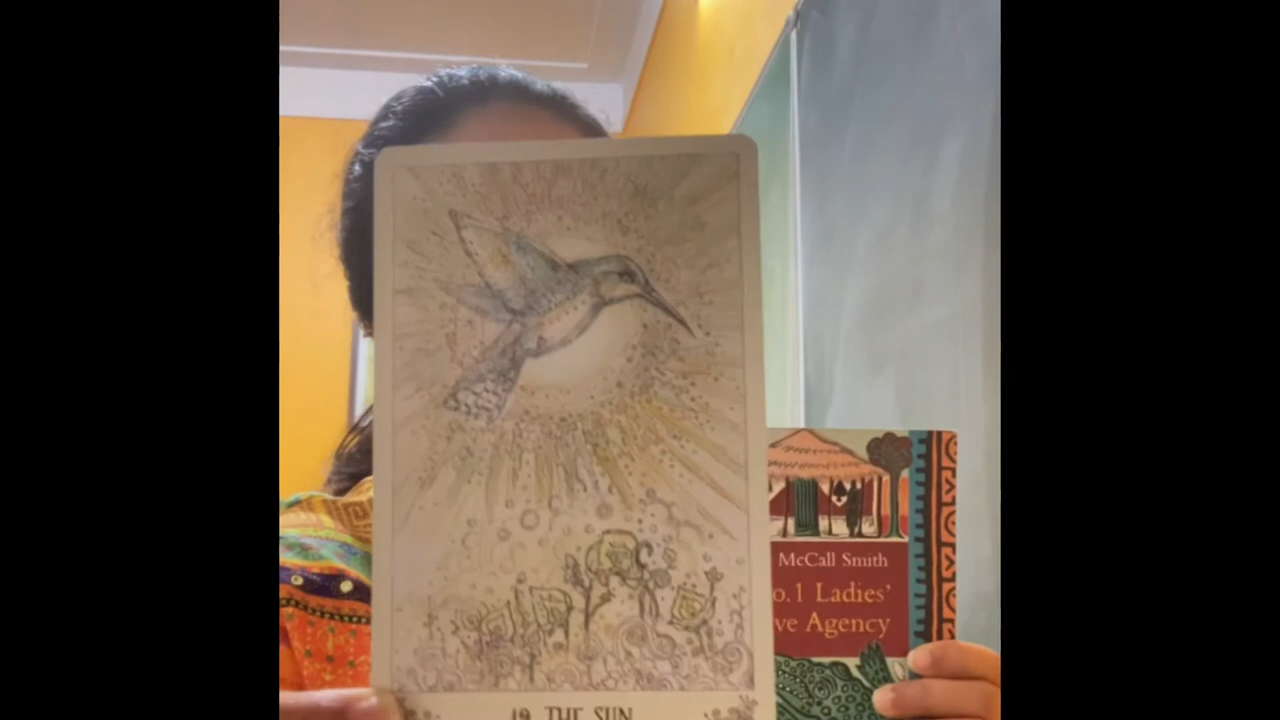 19 THE SUN
McCall Smith
o.1 Ladies'
ve Agency